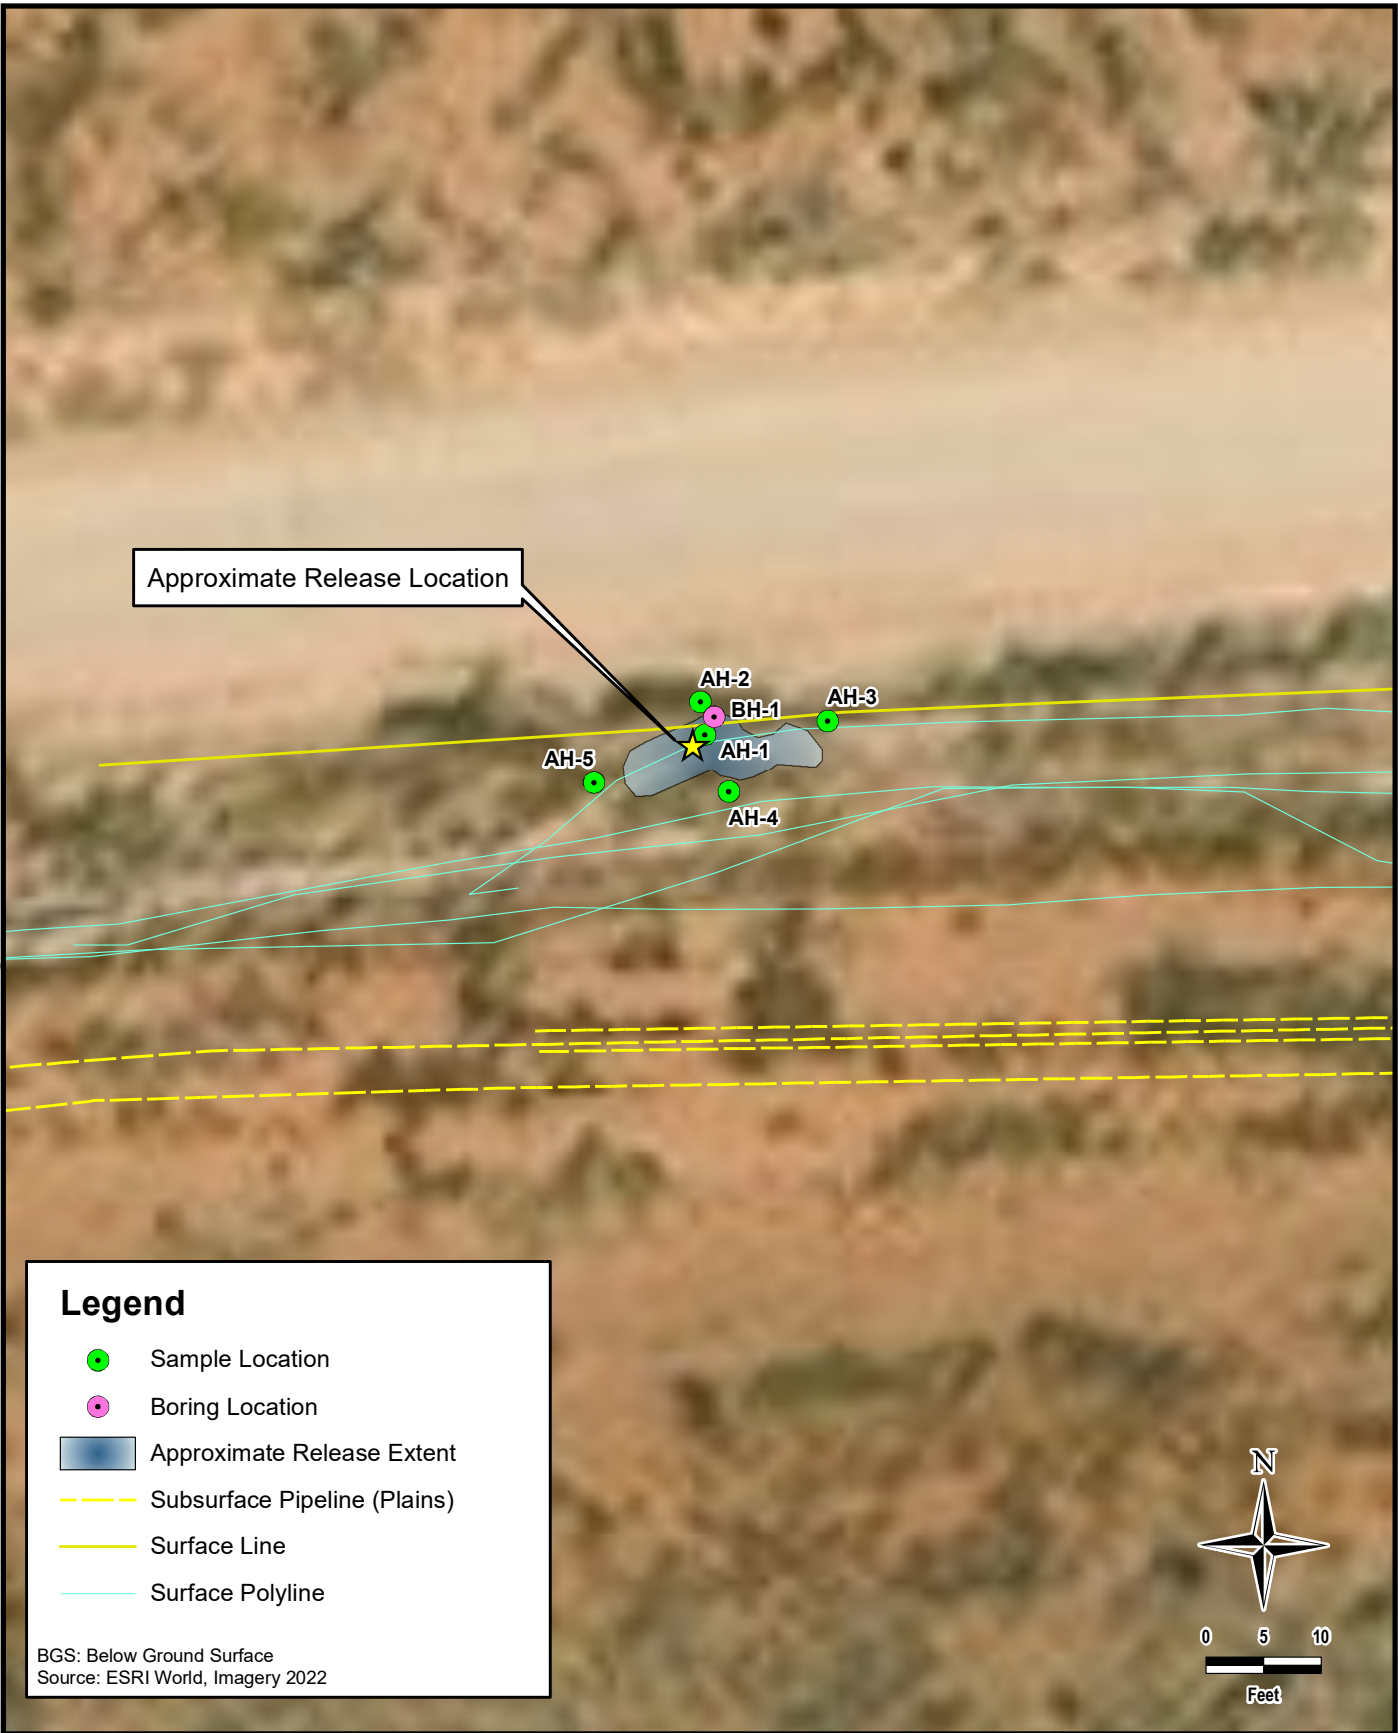 Approximate Release Location
AH-2
BH-1
AH-3
AH-1
AH-5
AH-4
Legend
Sample Location
Boring Location
Approximate Release Extent
Subsurface Pipeline (Plains)
Surface Line
Surface Polyline
BGS: Below Ground Surface
Source: ESRI World, Imagery 2022
N
0 5 10
Feet